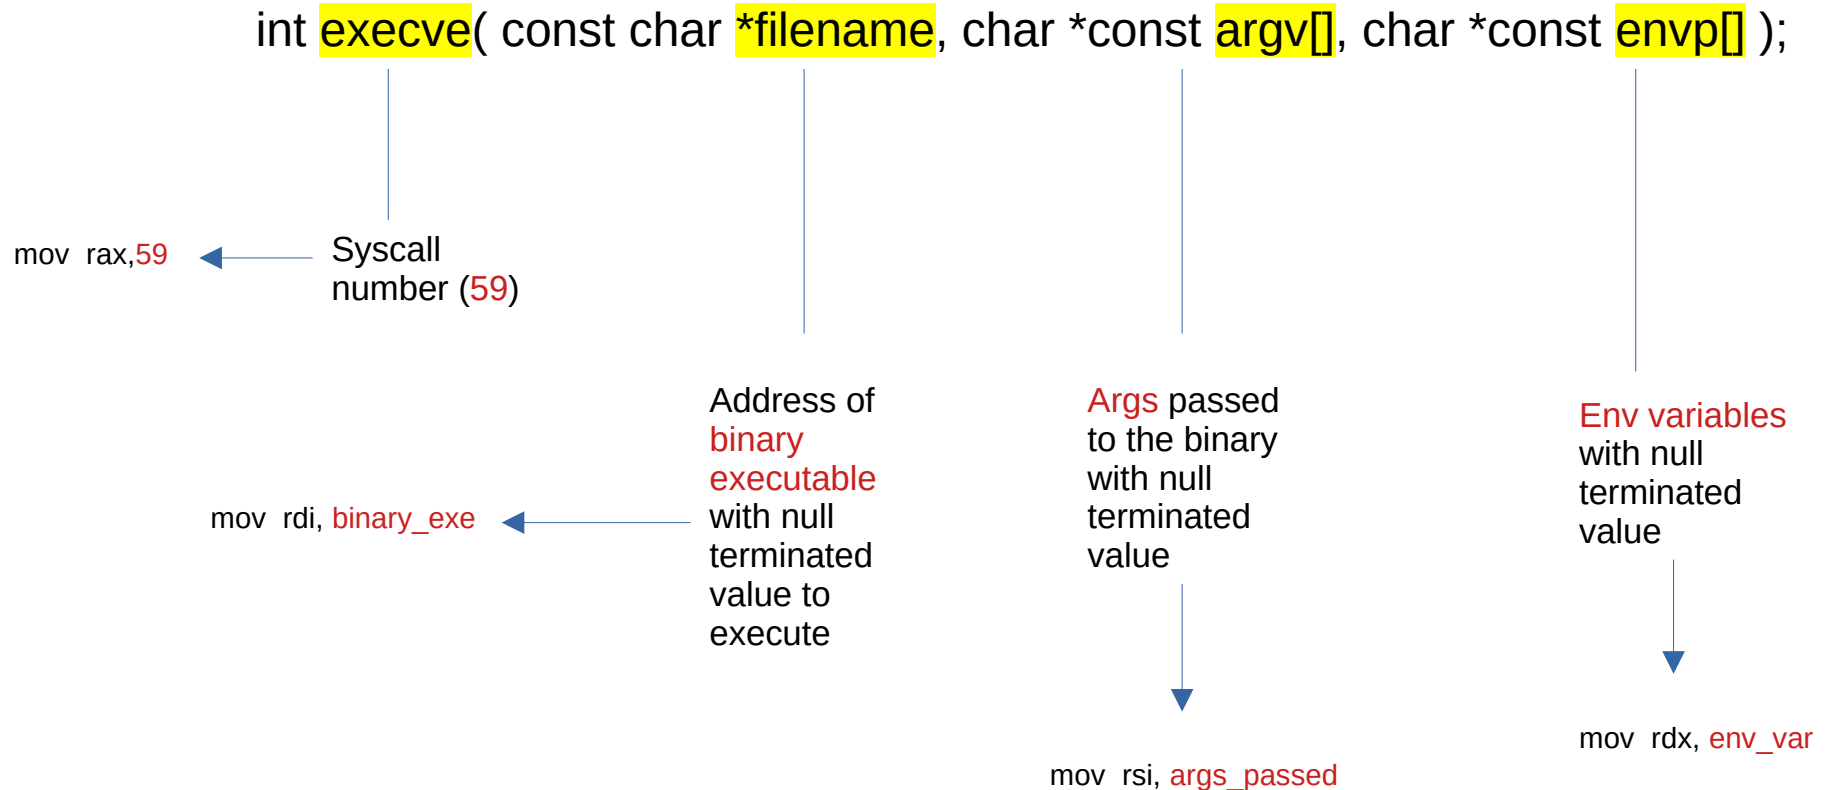 int execve( const char *filename, char *const argv[], char *const envp[] );
mov rax,59
Syscall
number (59)
mov rdi, binary_exe
Address of
binary
executable
with null
terminated
value to
execute
Args passed
to the binary
with null
terminated
value
mov rsi, args_passed
Env variables
with null
terminated
value
mov rdx, env_var